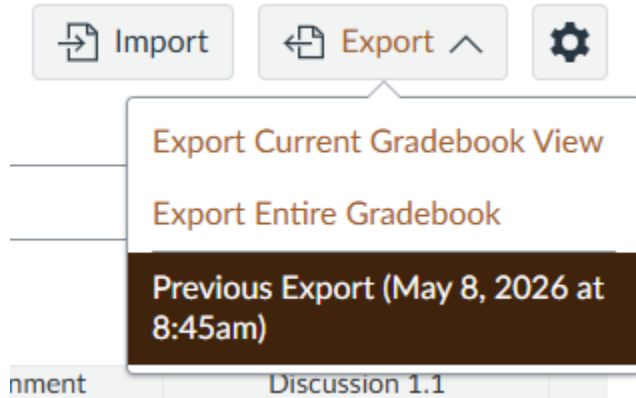 Import
Export
Export Current Gradebook View
Export Entire Gradebook
Previous Export (May 8, 2026 at
8:45am)
nment
Discussion 1.1